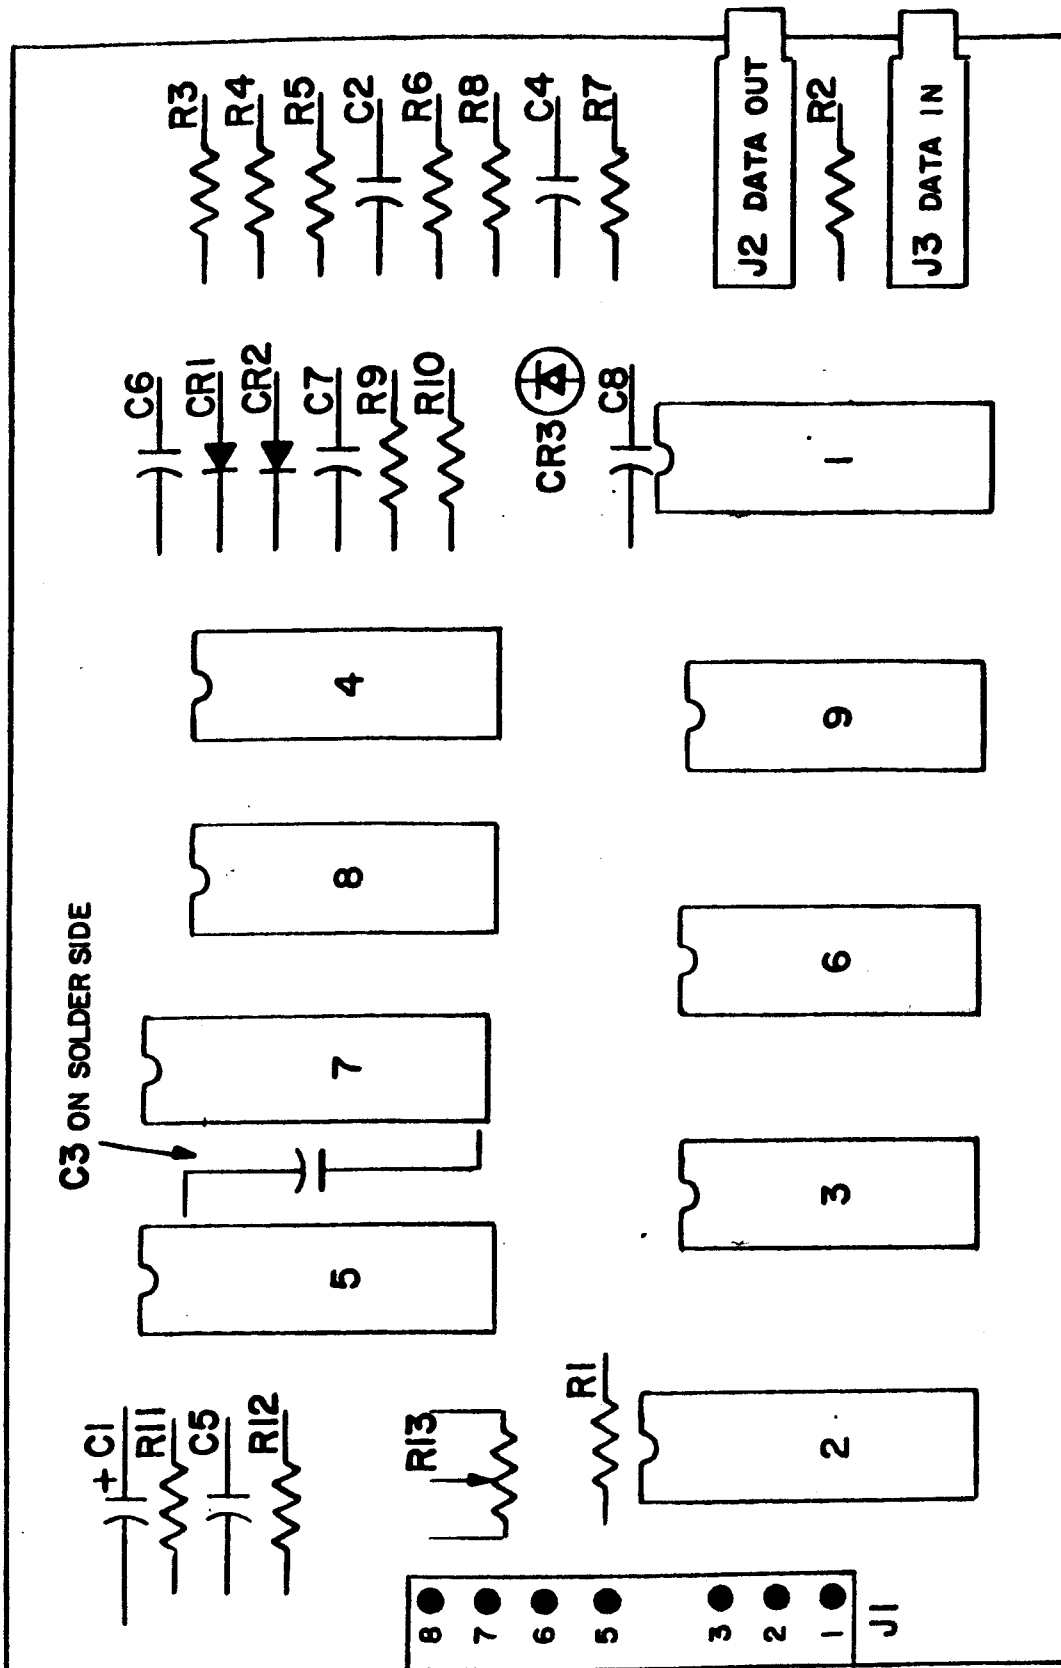 R3
R4
R5
C2
R6
R8
C4
R7
J2 DATA OUT
R2
J3 DATA IN
C6
CR1
CR2
C7
R9
R10
CR3
C8
1
4
9
8
6
C3 ON SOLDER SIDE
7
3
5
+ C1
R11
C5
R12
R13
R1
2
8
7
6
5
3
2
1
J1